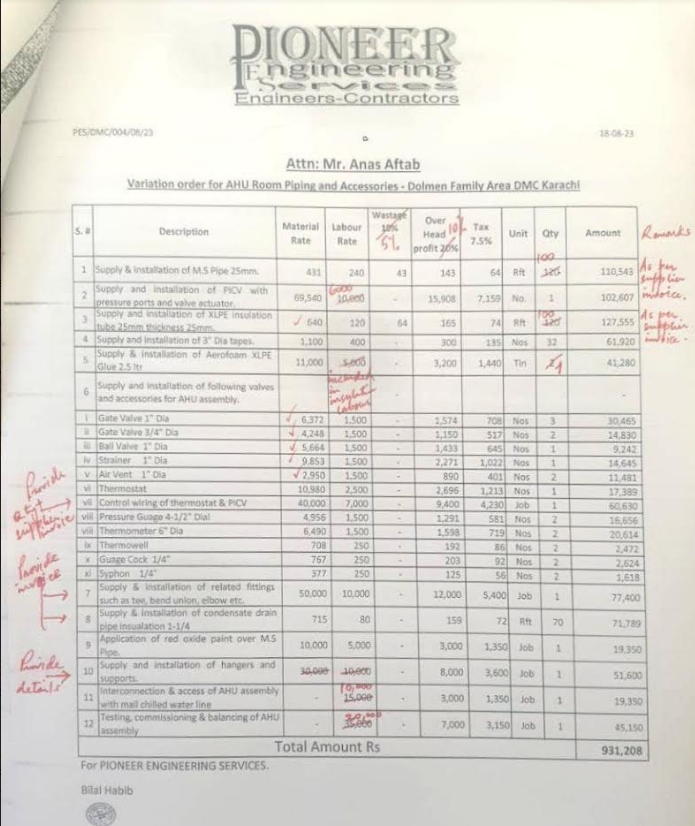 PIONEER
Engineering
Services
Engineers-Contractors
PES/DMC/004/08/23 18-08-23
Attn: Mr. Anas Aftab
Variation order for AHU Room Piping and Accessories - Dolmen Family Area DMC Karachi
S. # Description Material Rate Labour Rate Wastage 10% 5% Over Head profit 20% 10% Tax 7.5% Unit Qty Amount Remarks
1 Supply & Installation of M.S Pipe 25mm. 431 240 43 143 64 Rft 120 100 110,543 As per supplier invoice.
2 Supply and installation of PICV with pressure ports and valve actuator. 69,540 10,000 6000 - 15,908 7,159 No. 1 102,607
3 Supply and installation of XLPE insulation tube 25mm thickness 25mm. 640 120 64 165 74 Rft 120 100 127,555 As per supplier invoice.
4 Supply and Installation of 3" Dia tapes. 1,100 400 - 300 135 Nos 32 61,920
5 Supply & Installation of Aerofoam XLPE Glue 2.5 ltr 11,000 5,000 included in insulation labour - 3,200 1,440 Tin 1 41,280
6 Supply and installation of following valves and accessories for AHU assembly. - -
i Gate Valve 1" Dia 6,372 1,500 - 1,574 708 Nos 3 30,465
ii Gate Valve 3/4" Dia 4,248 1,500 - 1,150 517 Nos 2 14,830
iii Ball Valve 1" Dia 5,664 1,500 - 1,433 645 Nos 1 9,242
iv Strainer 1" Dia 9,853 1,500 - 2,271 1,022 Nos 1 14,645
v Air Vent 1" Dia 2,950 1,500 - 890 401 Nos 2 11,481
vi Thermostat 10,980 2,500 - 2,696 1,213 Nos 1 17,389
Provide supplier invoice
vii Control wiring of thermostat & PICV 40,000 7,000 - 9,400 4,230 Job 1 60,630
viii Pressure Guage 4-1/2" Dial 4,956 1,500 - 1,291 581 Nos 2 16,656
viii Thermometer 6" Dia 6,490 1,500 - 1,598 719 Nos 2 20,614
ix Thermowell 708 250 - 192 86 Nos 2 2,472
x Guage Cock 1/4" 767 250 - 203 92 Nos 2 2,624
xi Syphon 1/4" 377 250 - 125 56 Nos 2 1,618
Provide invoice
7 Supply & Installation of related fittings such as tee, bend union, elbow etc. 50,000 10,000 - 12,000 5,400 Job 1 77,400
8 Supply & installation of condensate drain pipe insualation 1-1/4 715 80 - 159 72 Rft 70 71,789
9 Application of red oxide paint over M.S Pipe. 10,000 5,000 - 3,000 1,350 Job 1 19,350
Provide details
10 Supply and installation of hangers and supports. 30,000 10,000 - 8,000 3,600 Job 1 51,600
11 Interconnection & access of AHU assembly with mail chilled water line - 15,000 10,000 - 3,000 1,350 Job 1 19,350
12 Testing, commissioning & balancing of AHU assembly - 35,000 20,000 - 7,000 3,150 Job 1 45,150
Total Amount Rs 931,208
For PIONEER ENGINEERING SERVICES.
Bilal Habib